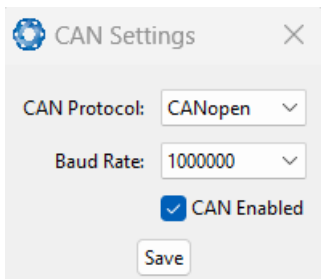 CAN Settings
CAN Protocol: CANopen
Baud Rate: 1000000
CAN Enabled
Save